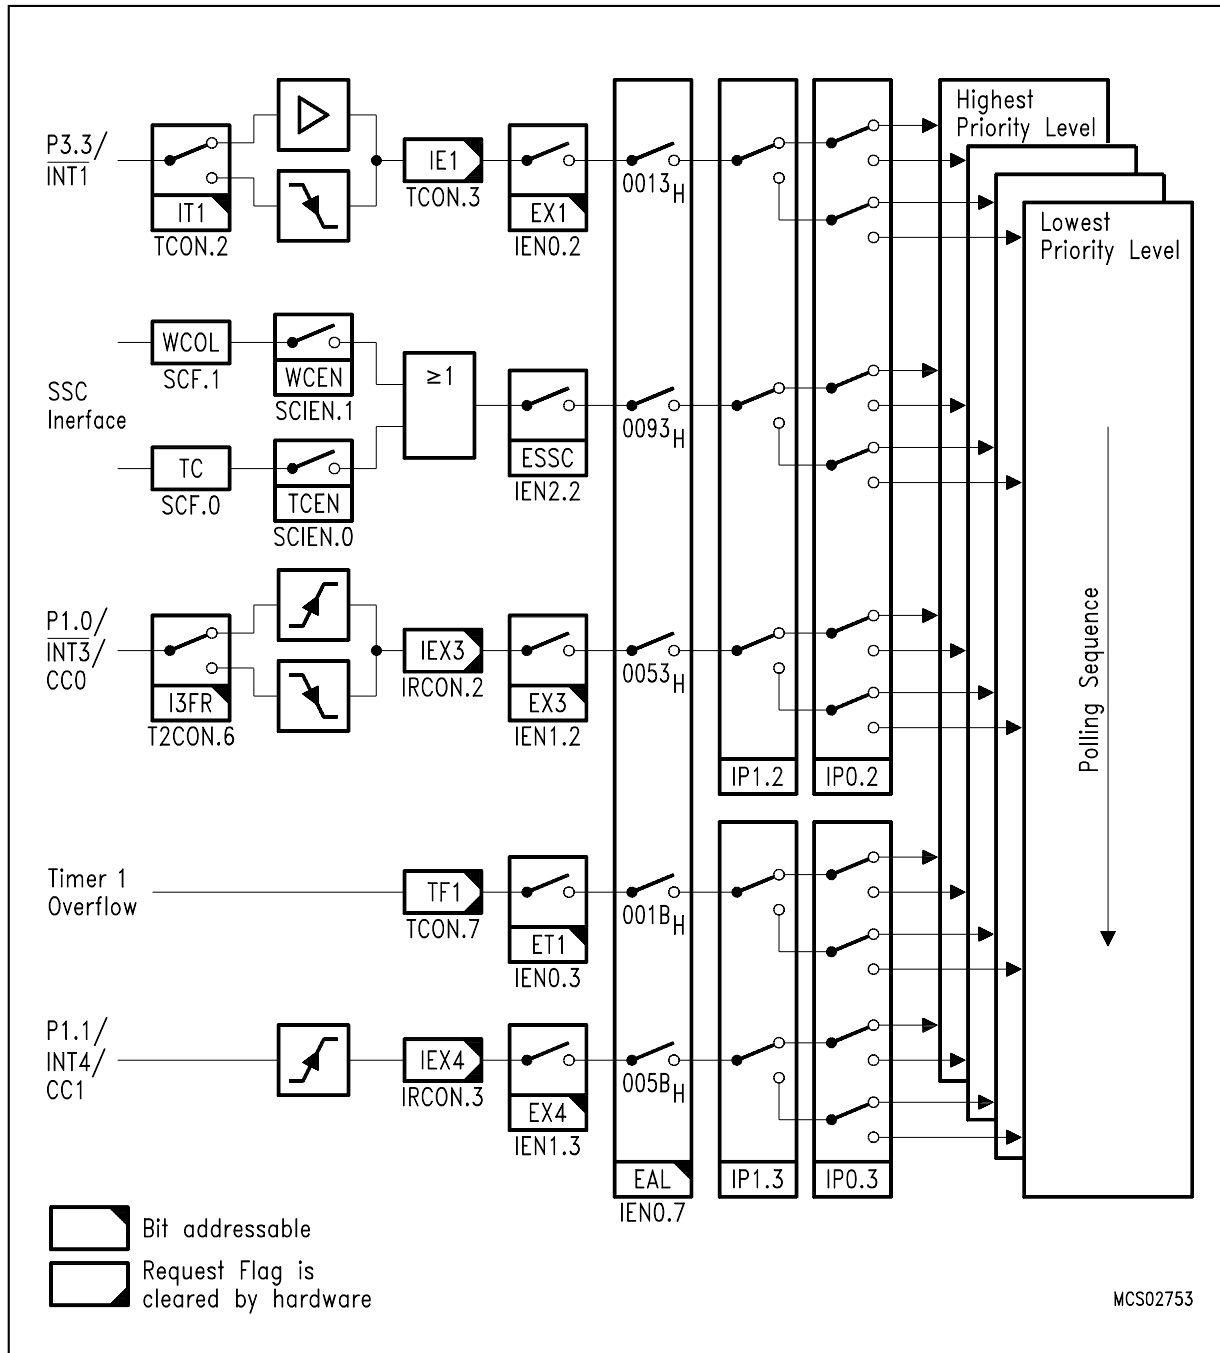 Highest
Priority Level
P3.3/
INT1
IT1
TCON.2
IE1
TCON.3
EX1
IEN0.2
0013H
Lowest
Priority Level
SSC
Inerface
WCOL
SCF.1
WCEN
SCIEN.1
TC
SCF.0
TCEN
SCIEN.0
≥1
ESSC
IEN2.2
0093H
P1.0/
INT3/
CC0
I3FR
T2CON.6
IEX3
IRCON.2
EX3
IEN1.2
0053H
IP1.2
IP0.2
Polling Sequence
Timer 1
Overflow
TF1
TCON.7
ET1
IEN0.3
001BH
P1.1/
INT4/
CC1
IEX4
IRCON.3
EX4
IEN1.3
005BH
EAL
IEN0.7
IP1.3
IP0.3
Bit addressable
Request Flag is
cleared by hardware
MCS02753